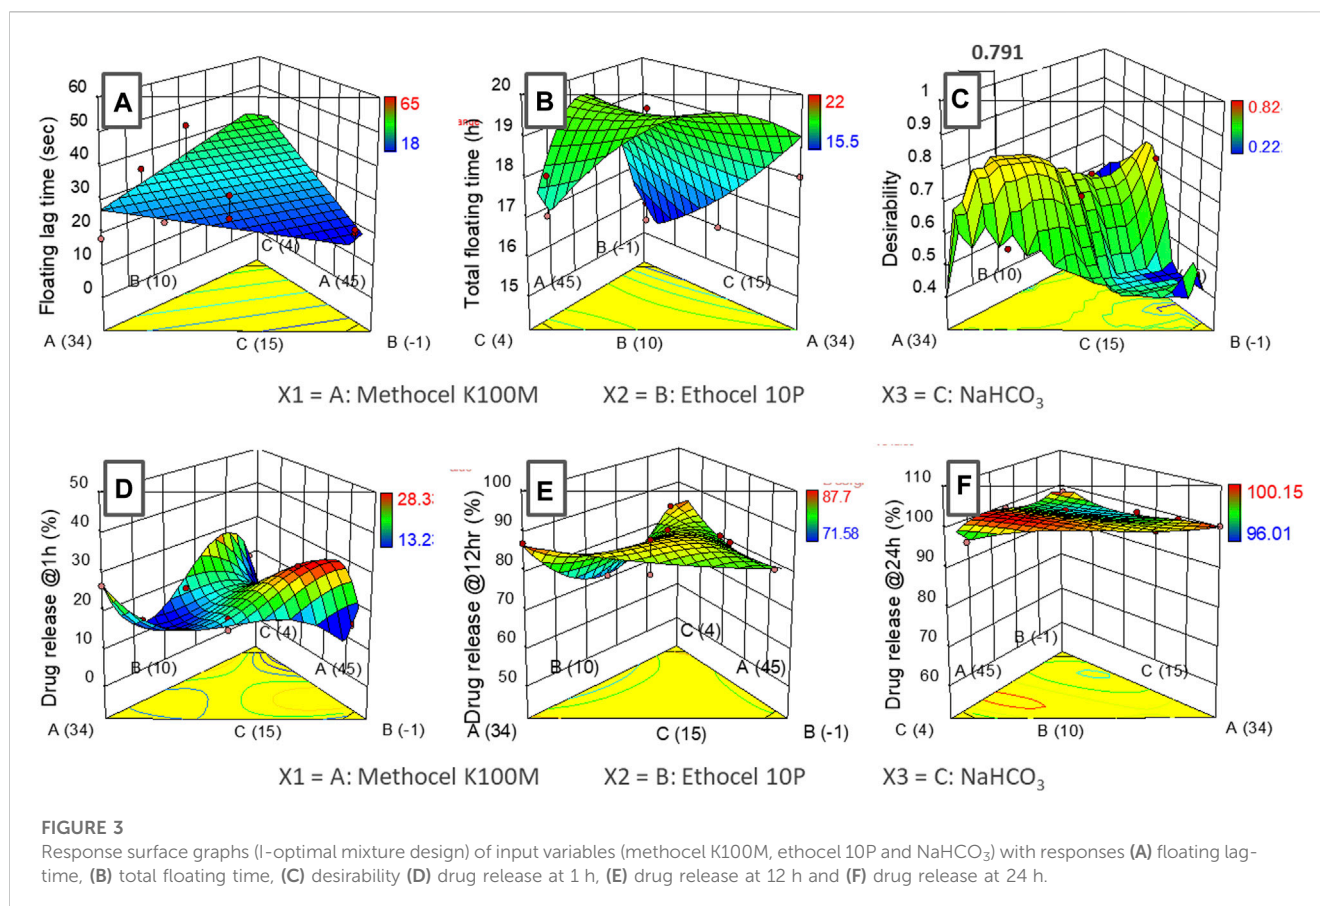 A
Floating lag time (sec)
60
50
40
30
20
10
0
65
18
C (4)
B (10)
A (45)
A (34)
C (15)
B (-1)
B
Total floating time (h)
20
19
18
17
16
15
22
15.5
B (-1)
A (45)
C (15)
C (4)
B (10)
A (34)
0.791
C
Desirability
1
0.9
0.8
0.7
0.6
0.5
0.4
0.82
0.22
B (10)
A (34)
C (15)
B (-1)
X1 = A: Methocel K100M X2 = B: Ethocel 10P X3 = C: NaHCO₃
D
Drug release @1h (%)
50
40
30
20
10
0
28.3
13.2
C (4)
B (10)
A (45)
A (34)
C (15)
B (-1)
E
Drug release @12hr (%)
100
90
80
70
60
50
87.7
71.58
C (4)
B (10)
A (45)
A (34)
C (15)
B (-1)
F
Drug release @24h (%)
110
100
90
80
70
60
100.15
96.01
B (-1)
A (45)
C (15)
C (4)
B (10)
A (34)
X1 = A: Methocel K100M X2 = B: Ethocel 10P X3 = C: NaHCO₃
FIGURE 3
Response surface graphs (I-optimal mixture design) of input variables (methocel K100M, ethocel 10P and NaHCO₃) with responses (A) floating lag-
time, (B) total floating time, (C) desirability (D) drug release at 1 h, (E) drug release at 12 h and (F) drug release at 24 h.